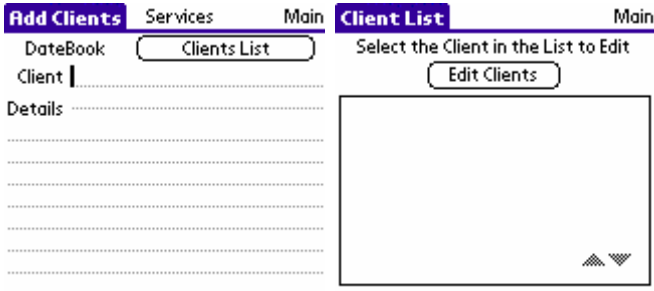 Add Clients Services Main
DateBook Clients List
Client
Details
Client List Main
Select the Client in the List to Edit
Edit Clients